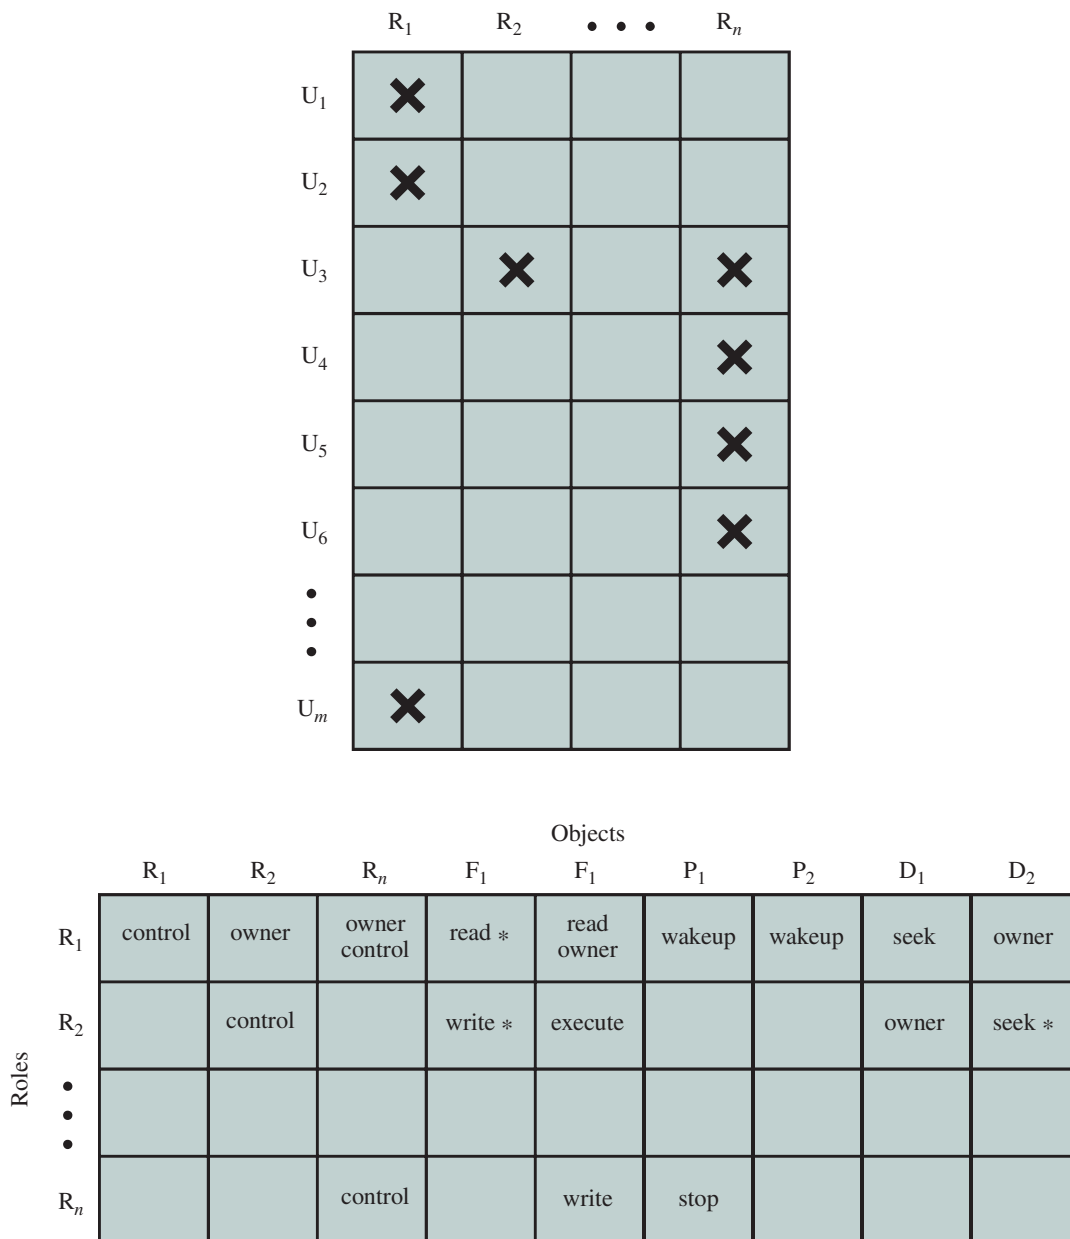 R1 R2 • • • Rn
U1
U2
U3
U4
U5
U6
•
•
•
Um
Objects
R1 R2 Rn F1 F1 P1 P2 D1 D2
R1 control owner owner control read * read owner wakeup wakeup seek owner
R2 control write * execute owner seek *
•
•
•
Rn control write stop
Roles